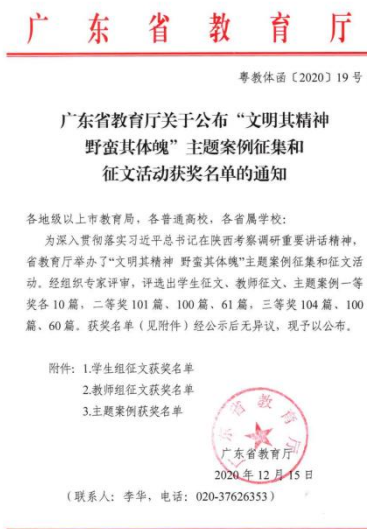 广东省教育厅
粤教体函〔2020〕19号
广东省教育厅关于公布“文明其精神
野蛮其体魄”主题案例征集和
征文活动获奖名单的通知
各地级以上市教育局，各普通高校，各省属学校：
为深入贯彻落实习近平总书记在陕西考察调研重要讲话精神，
省教育厅举办了“文明其精神 野蛮其体魄”主题案例征集和征文活
动。经组织专家评审，评选出学生征文、教师征文、主题案例一等
奖各10篇，二等奖101篇、100篇、61篇，三等奖104篇、100
篇、60篇。获奖名单（见附件）经公示后无异议，现予以公布。
附件：1.学生组征文获奖名单
2.教师组征文获奖名单
3.主题案例获奖名单
广东省教育厅
广东省教育厅
2020年12月15日
（联系人：李华，电话：020-37626353）